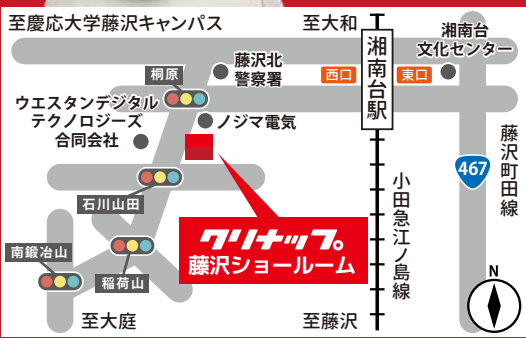 至慶応大学藤沢キャンパス
至大和
湘南台
文化センター
藤沢北
警察署
桐原
西口
湘南台駅
東口
ウエスタンデジタル
テクノロジーズ
合同会社
ノジマ電気
467
藤沢町田線
石川山田
小田急江ノ島線
クリナップ。
藤沢ショールーム
南鍛冶山
稲荷山
N
至大庭
至藤沢